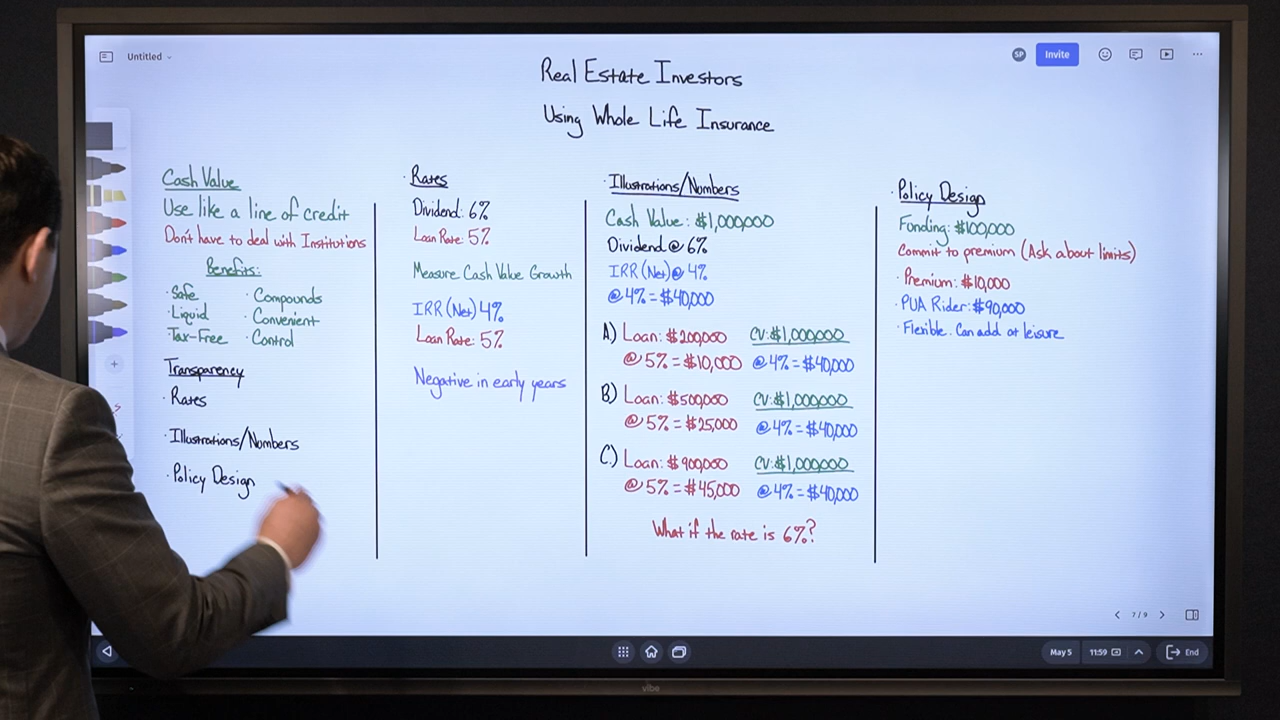 Untitled
SP
Invite
Real Estate Investors
Using Whole Life Insurance
Cash Value
Use like a line of credit
Don't have to deal with Institutions
Benefits:
· Safe · Compounds
· Liquid · Convenient
· Tax-Free · Control
Transparency
· Rates
· Illustrations/Numbers
· Policy Design
· Rates
Dividend: 6%
Loan Rate: 5%
Measure Cash Value Growth
IRR (Net) 4%
Loan Rate: 5%
Negative in early years
· Illustrations/Numbers
Cash Value: $1,000,000
Dividend @ 6%
IRR (Net) @ 4%
@ 4% = $40,000
A) Loan: $200,000 CV: $1,000,000
@ 5% = $10,000 @ 4% = $40,000
B) Loan: $500,000 CV: $1,000,000
@ 5% = $25,000 @ 4% = $40,000
C) Loan: $900,000 CV: $1,000,000
@ 5% = $45,000 @ 4% = $40,000
What if the rate is 6%?
· Policy Design
Funding: $100,000
Commit to premium (Ask about limits)
· Premium: $10,000
· PUA Rider: $90,000
· Flexible. Can add at leisure
7/9
May 5
11:59
End
vibe